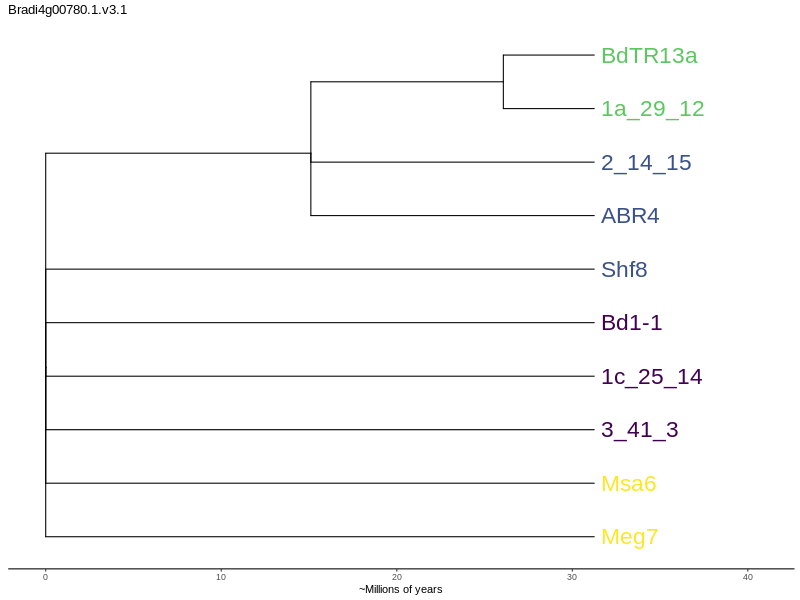 Bradi4g00780.1.v3.1
BdTR13a
1a_29_12
2_14_15
ABR4
Shf8
Bd1-1
1c_25_14
3_41_3
Msa6
Meg7
0 10 20 30 40
~Millions of years